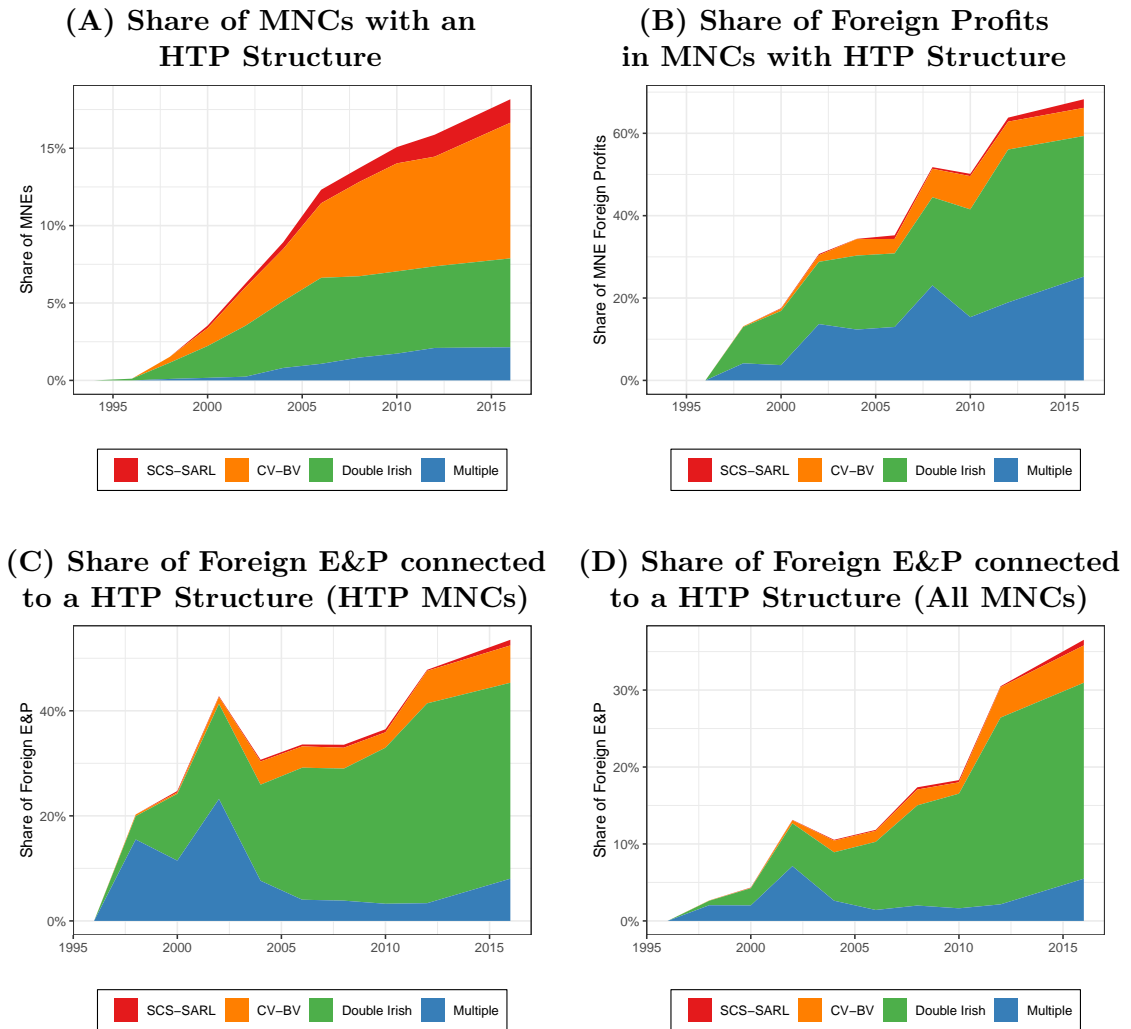 (A) Share of MNCs with an
HTP Structure
Share of MNEs
15%
10%
5%
0%
1995 2000 2005 2010 2015
SCS−SARL CV−BV Double Irish Multiple
(B) Share of Foreign Profits
in MNCs with HTP Structure
Share of MNE Foreign Profits
60%
40%
20%
0%
1995 2000 2005 2010 2015
SCS−SARL CV−BV Double Irish Multiple
(C) Share of Foreign E&P connected
to a HTP Structure (HTP MNCs)
Share of Foreign E&P
40%
20%
0%
1995 2000 2005 2010 2015
SCS−SARL CV−BV Double Irish Multiple
(D) Share of Foreign E&P connected
to a HTP Structure (All MNCs)
Share of Foreign E&P
30%
20%
10%
0%
1995 2000 2005 2010 2015
SCS−SARL CV−BV Double Irish Multiple